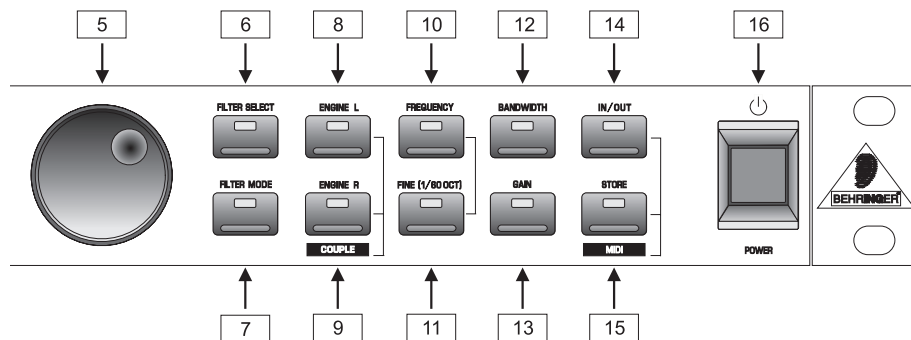 5 6 8 10 12 14 16
FILTER SELECT ENGINE L FREQUENCY BANDWIDTH IN/OUT
FILTER MODE ENGINE R FINE (1/60 OCT) GAIN STORE
BEHRINGER
COUPLE MIDI POWER
7 9 11 13 15